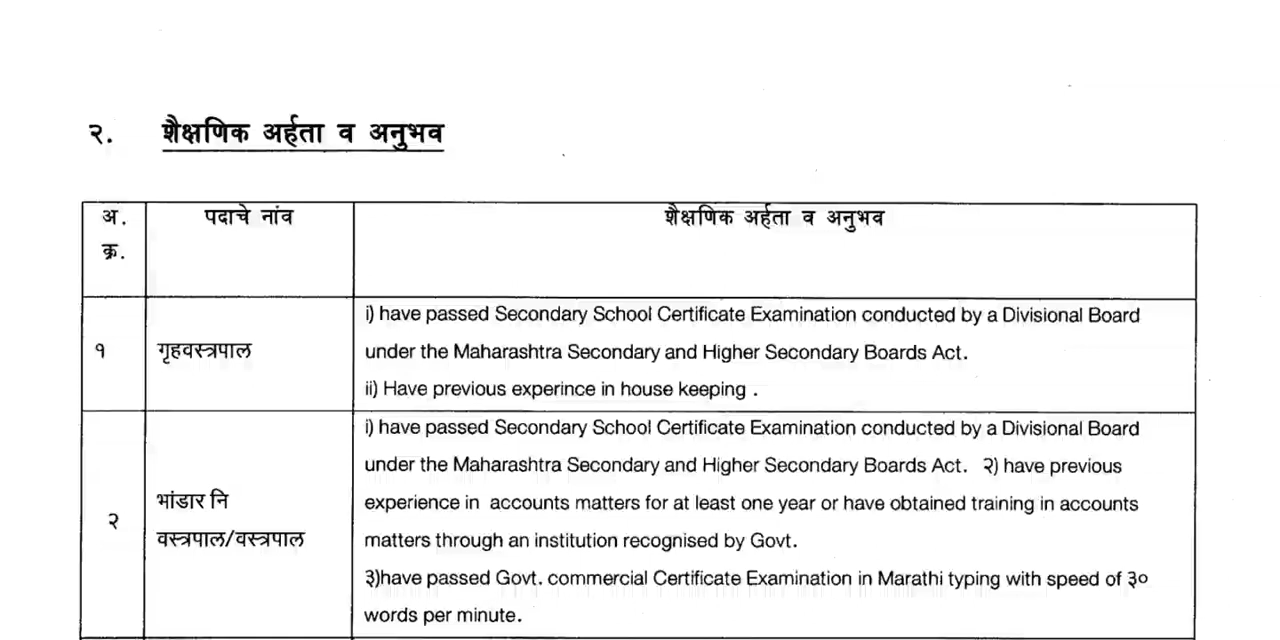 २. शैक्षणिक अर्हता व अनुभव
अ. पदाचे नांव शैक्षणिक अर्हता व अनुभव
क्र.
i) have passed Secondary School Certificate Examination conducted by a Divisional Board
१ गृहवस्त्रपाल under the Maharashtra Secondary and Higher Secondary Boards Act.
ii) Have previous experince in house keeping .
i) have passed Secondary School Certificate Examination conducted by a Divisional Board
under the Maharashtra Secondary and Higher Secondary Boards Act. २) have previous
भांडार नि experience in accounts matters for at least one year or have obtained training in accounts
२ वस्त्रपाल/वस्त्रपाल matters through an institution recognised by Govt.
३)have passed Govt. commercial Certificate Examination in Marathi typing with speed of ३०
words per minute.